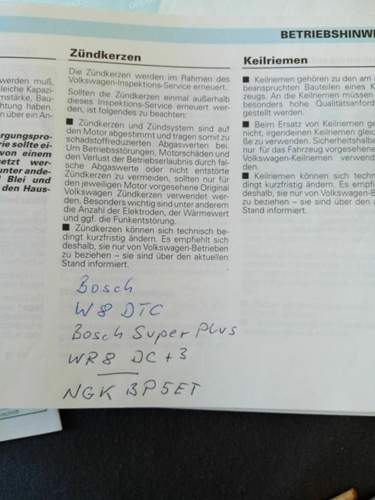 BETRIEBSHINW
werden muß,
leiche Kapazi-
mstärke, Bau-
htung haben.
n über ein An-
rgungspro-
rie sollte ei-
von einem
setzt wer-
unter ande-
Blei und
den Haus-
Zündkerzen
Die Zündkerzen werden im Rahmen des
Volkswagen-Inspektions-Service erneuert.
Sollten die Zündkerzen einmal außerhalb
dieses Inspektions-Service erneuert wer-
den, ist folgendes zu beachten:
■ Zündkerzen und Zündsystem sind auf
den Motor abgestimmt und tragen somit zu
schadstoffreduzierten Abgaswerten bei.
Um Betriebsstörungen, Motorschäden und
den Verlust der Betriebserlaubnis durch fal-
sche Abgaswerte oder nicht entstörte
Zündkerzen zu vermeiden, sollten nur für
den jeweiligen Motor vorgesehene Original
Volkswagen Zündkerzen verwendet wer-
den. Besonders wichtig sind unter anderem
die Anzahl der Elektroden, der Wärmewert
und ggf. die Funkentstörung.
■ Zündkerzen können sich technisch be-
dingt kurzfristig ändern. Es empfiehlt sich
deshalb, sie nur von Volkswagen-Betrieben
zu beziehen – sie sind über den aktuellen
Stand informiert.
Bosch
W8 DTC
Bosch Super Plus
WR8 DC +3
NGK BP5ET
Keilriemen
■ Keilriemen gehören zu den am
beanspruchten Bauteilen eines K
zeugs. An die Keilriemen müssen
besonders hohe Qualitätsanfor
gestellt werden.
■ Beim Ersatz von Keilriemen ge
nicht, irgendeinen Keilriemen gleic
ße zu verwenden. Sicherheitshalbe
nur für das Fahrzeug vorgesehene
Volkswagen-Keilriemen verwend
den.
■ Keilriemen können sich techn
dingt kurzfristig ändern. Es empfi
deshalb, sie nur von Volkswagen-B
zu beziehen – sie sind über den
Stand informiert.